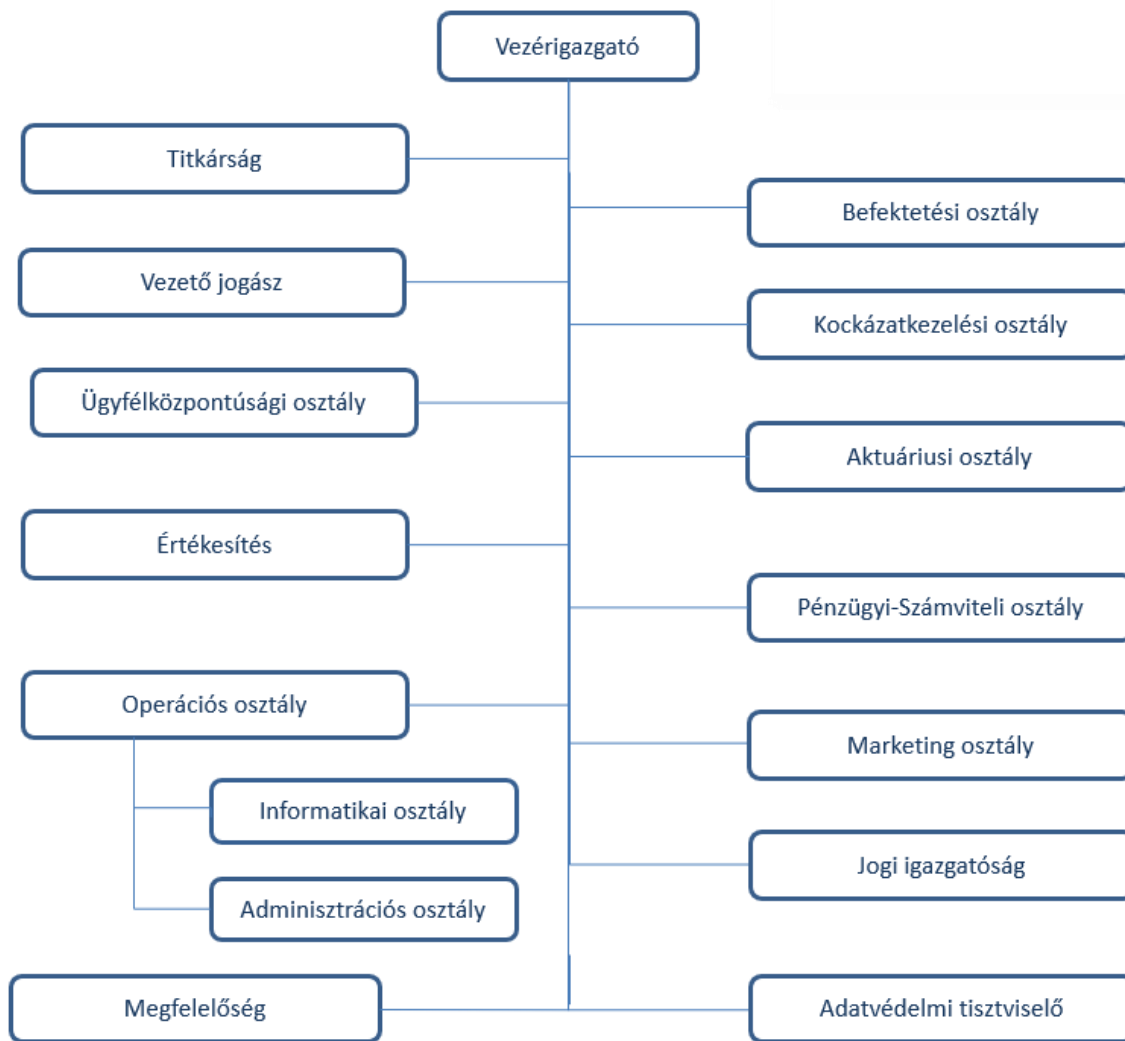 Vezérigazgató
Titkárság
Befektetési osztály
Vezető jogász
Kockázatkezelési osztály
Ügyfélközpontúsági osztály
Aktuáriusi osztály
Értékesítés
Pénzügyi-Számviteli osztály
Operációs osztály
Marketing osztály
Informatikai osztály
Jogi igazgatóság
Adminisztrációs osztály
Megfelelőség
Adatvédelmi tisztviselő